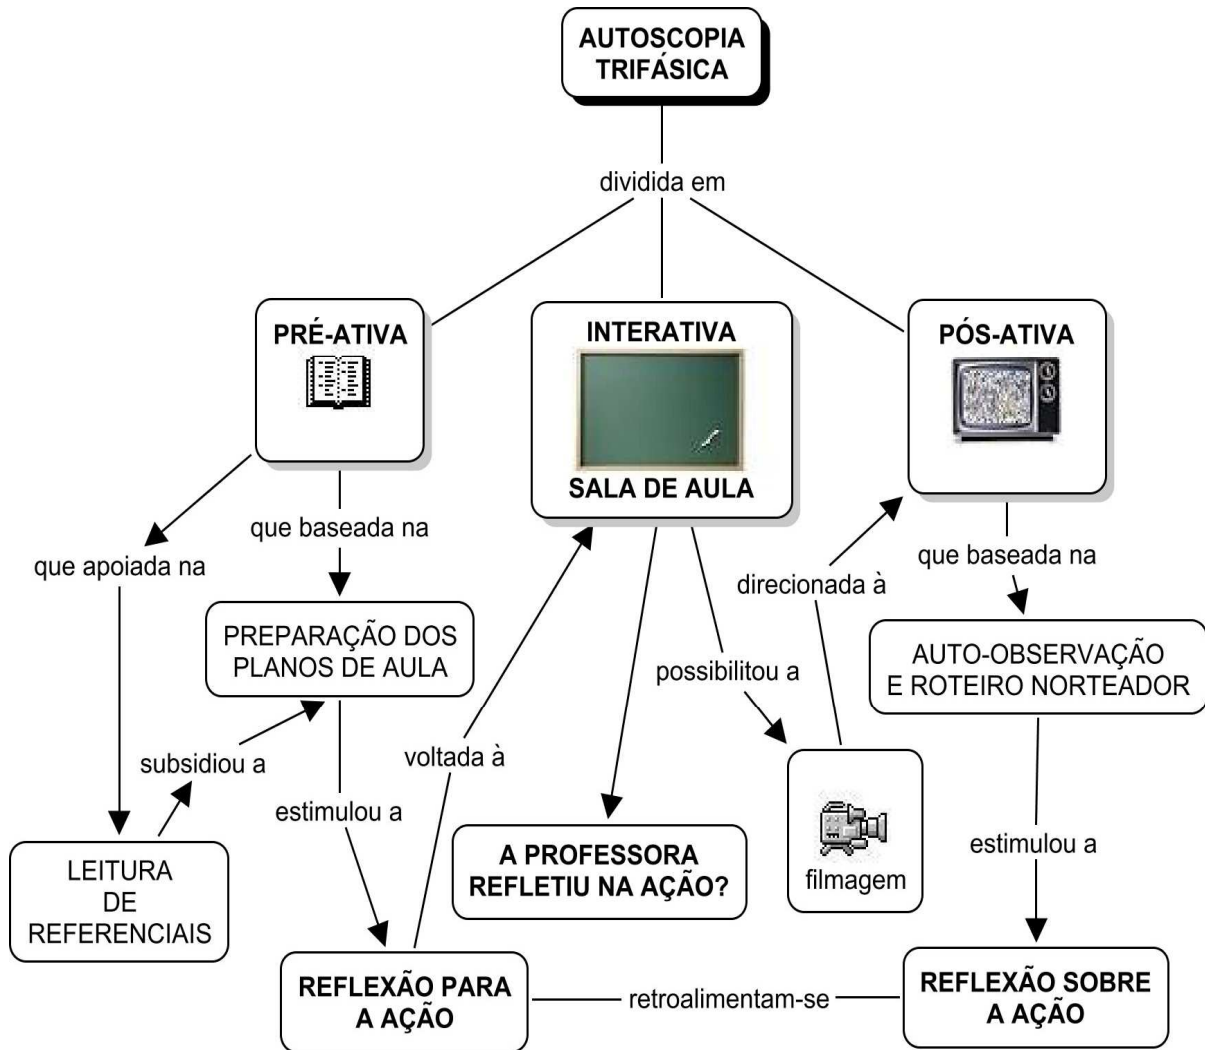 AUTOSCOPIA
TRIFÁSICA
dividida em
PRÉ-ATIVA
INTERATIVA
SALA DE AULA
PÓS-ATIVA
que apoiada na
que baseada na
direcionada à
que baseada na
PREPARAÇÃO DOS
PLANOS DE AULA
AUTO-OBSERVAÇÃO
E ROTEIRO NORTEADOR
possibilitou a
subsidiou a
voltada à
estimulou a
estimulou a
LEITURA
DE
REFERENCIAIS
A PROFESSORA
REFLETIU NA AÇÃO?
filmagem
REFLEXÃO PARA
A AÇÃO
retroalimentam-se
REFLEXÃO SOBRE
A AÇÃO